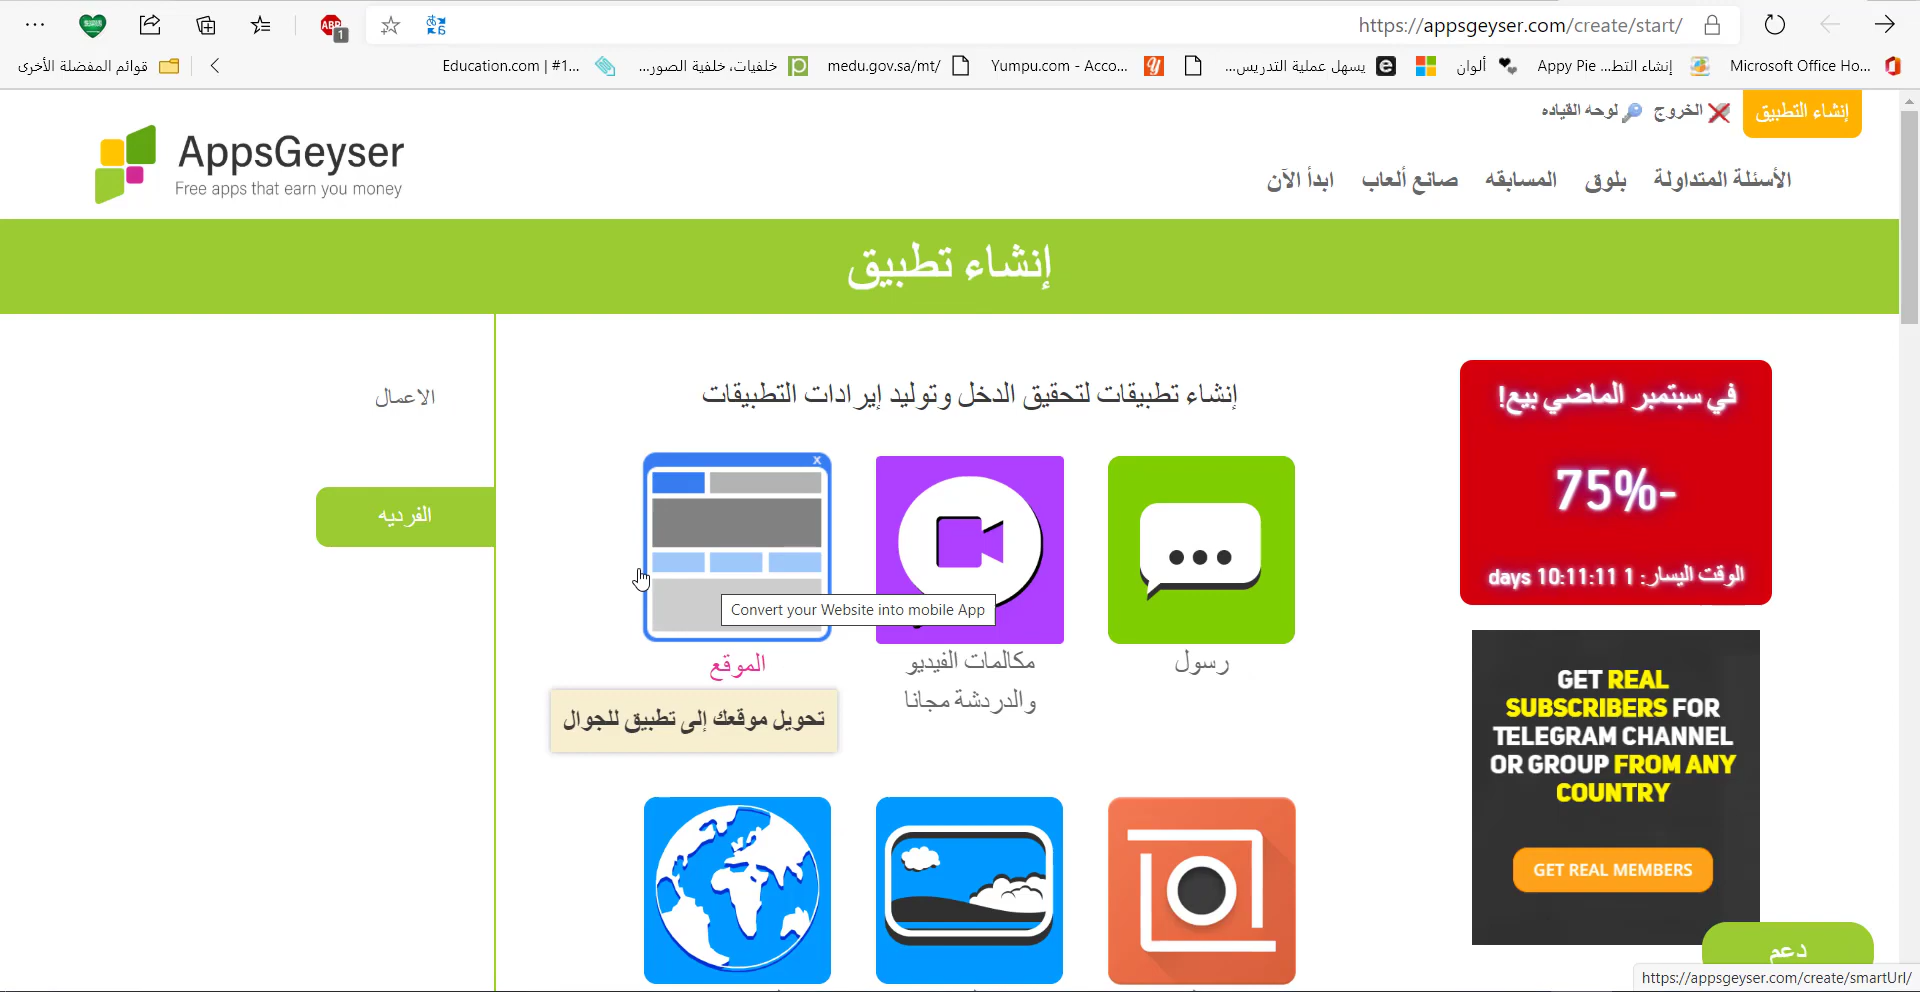 https://appsgeyser.com/create/start/
ABP
1
Microsoft Office Ho...
Appy Pie ...إنشاء التط
ألوان
يسهل عملية التدريس...
Yumpu.com - Acco...
medu.gov.sa/mt/
خلفيات، خلفية الصور...
Education.com | #1...
قوائم المفضلة الأخرى
إنشاء التطبيق
الخروج
لوحه القياده
AppsGeyser
Free apps that earn you money
الأسئلة المتداولة
بلوق
المسابقه
صانع ألعاب
ابدأ الآن
إنشاء تطبيق
إنشاء تطبيقات لتحقيق الدخل وتوليد إيرادات التطبيقات
الاعمال
الفرديه
في سبتمبر الماضي بيع!
75%-
الوقت اليسار: 1 days 10:11:11
x
Convert your Website into mobile App
رسول
مكالمات الفيديو
والدردشة مجانا
الموقع
تحويل موقعك إلى تطبيق للجوال
GET REAL
SUBSCRIBERS FOR
TELEGRAM CHANNEL
OR GROUP FROM ANY
COUNTRY
GET REAL MEMBERS
دعم
https://appsgeyser.com/create/smartUrl/